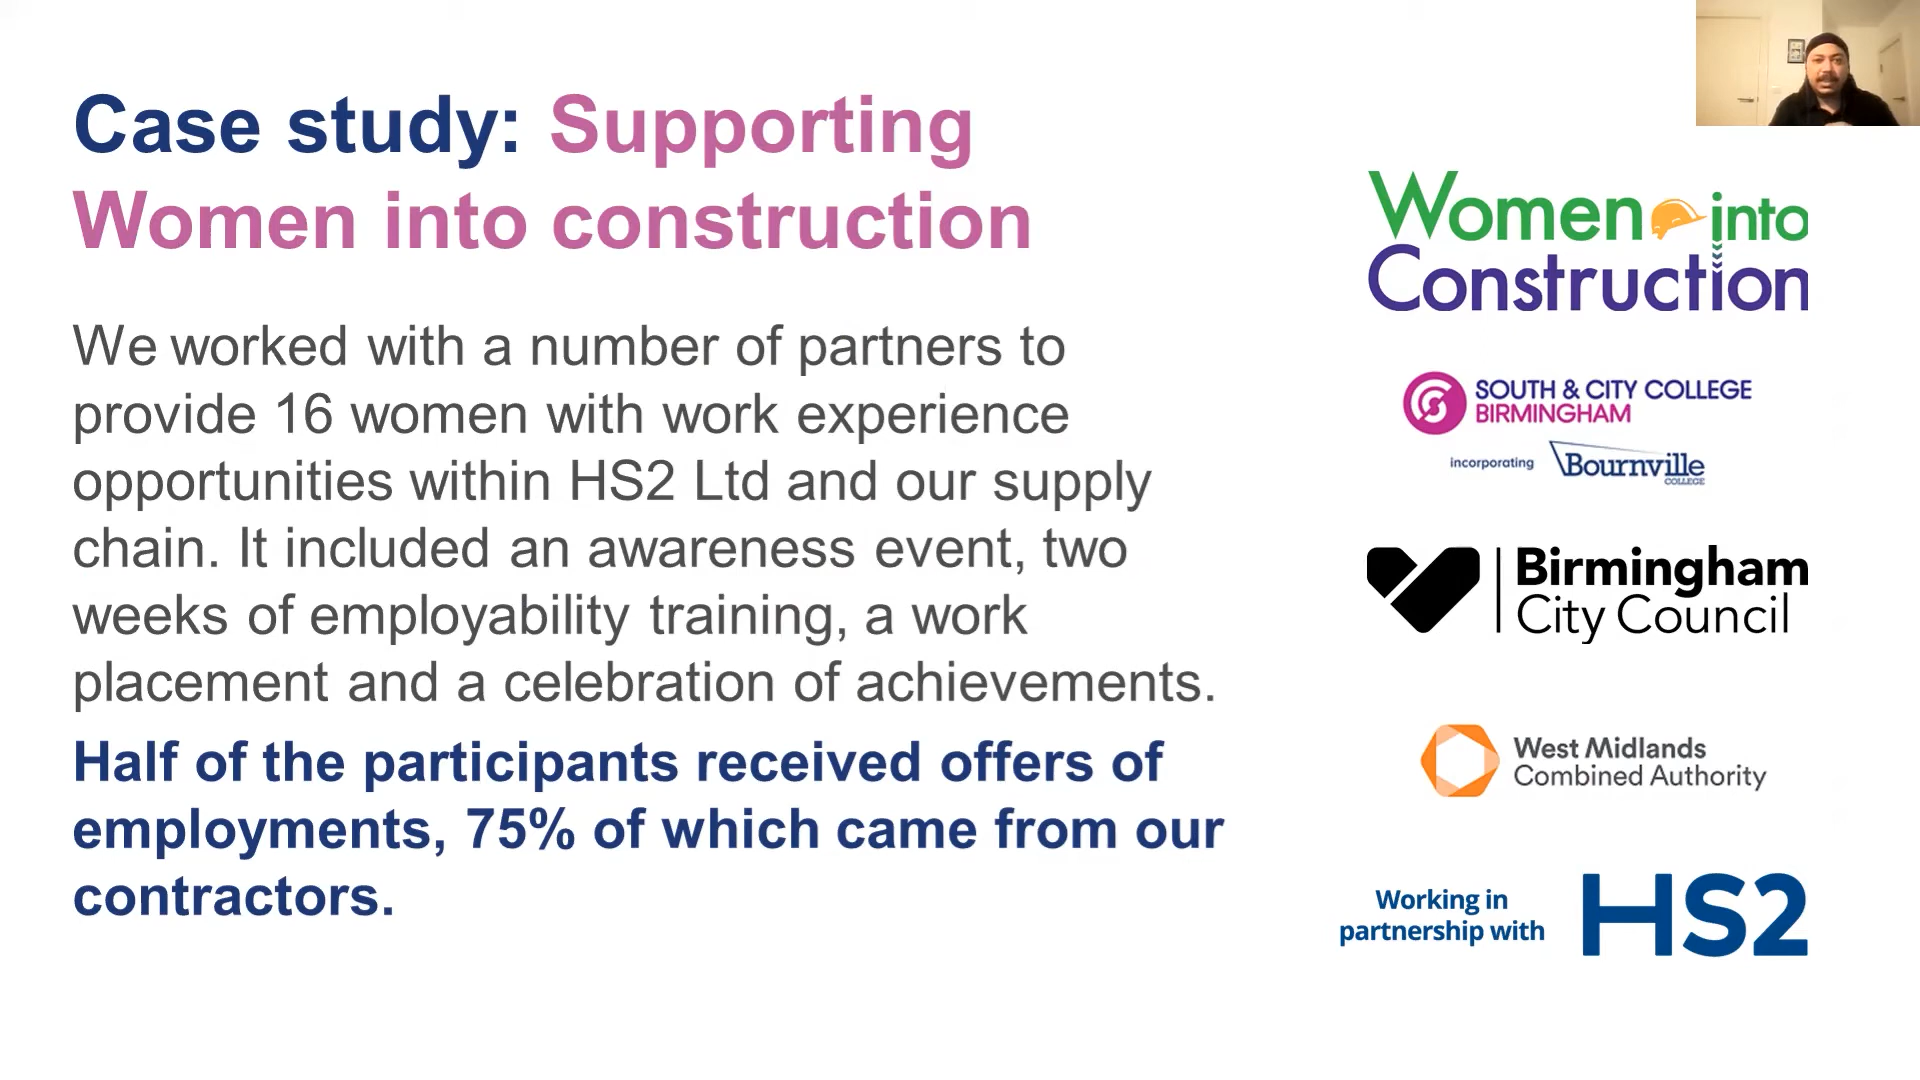 Case study: Supporting
Women into construction
We worked with a number of partners to
provide 16 women with work experience
opportunities within HS2 Ltd and our supply
chain. It included an awareness event, two
weeks of employability training, a work
placement and a celebration of achievements.
Half of the participants received offers of
employments, 75% of which came from our
contractors.
Women into
Construction
SOUTH & CITY COLLEGE
BIRMINGHAM
incorporating Bournville
COLLEGE
Birmingham
City Council
West Midlands
Combined Authority
Working in
partnership with
HS2